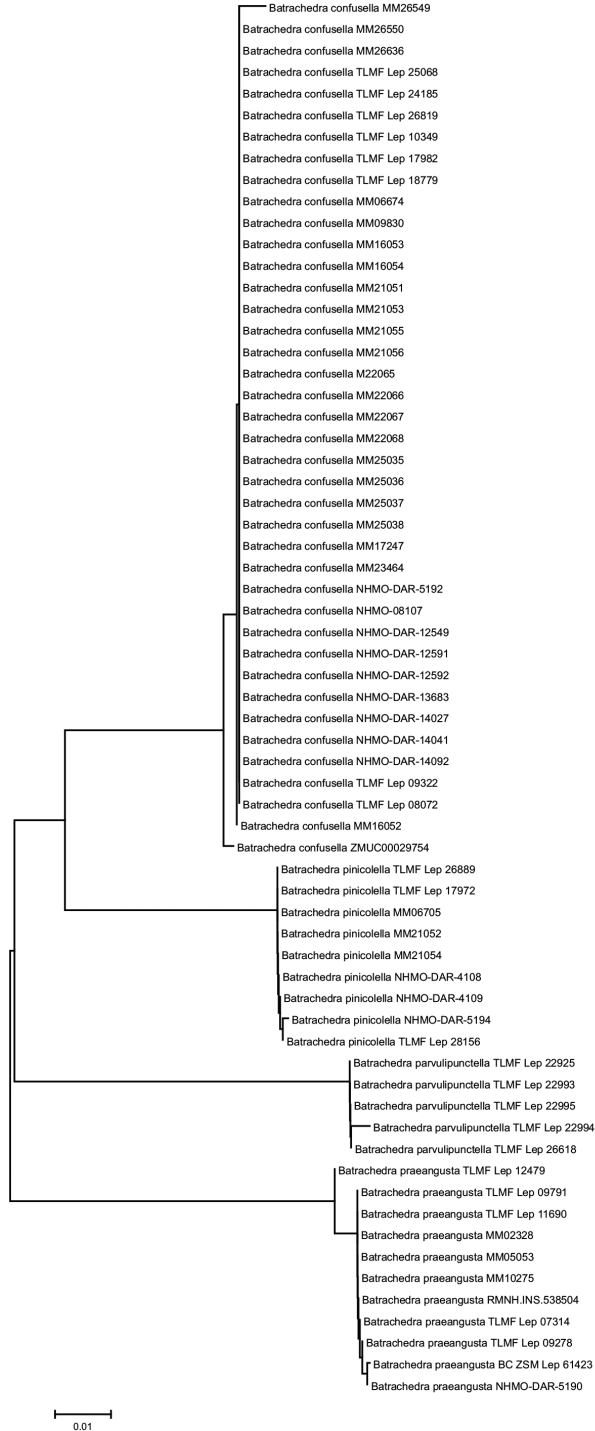 Batrachedra confusella MM26549
Batrachedra confusella MM26550
Batrachedra confusella MM26636
Batrachedra confusella TLMF Lep 25068
Batrachedra confusella TLMF Lep 24185
Batrachedra confusella TLMF Lep 26819
Batrachedra confusella TLMF Lep 10349
Batrachedra confusella TLMF Lep 17982
Batrachedra confusella TLMF Lep 18779
Batrachedra confusella MM06674
Batrachedra confusella MM09830
Batrachedra confusella MM16053
Batrachedra confusella MM16054
Batrachedra confusella MM21051
Batrachedra confusella MM21053
Batrachedra confusella MM21055
Batrachedra confusella MM21056
Batrachedra confusella M22065
Batrachedra confusella MM22066
Batrachedra confusella MM22067
Batrachedra confusella MM22068
Batrachedra confusella MM25035
Batrachedra confusella MM25036
Batrachedra confusella MM25037
Batrachedra confusella MM25038
Batrachedra confusella MM17247
Batrachedra confusella MM23464
Batrachedra confusella NHMO-DAR-5192
Batrachedra confusella NHMO-08107
Batrachedra confusella NHMO-DAR-12549
Batrachedra confusella NHMO-DAR-12591
Batrachedra confusella NHMO-DAR-12592
Batrachedra confusella NHMO-DAR-13683
Batrachedra confusella NHMO-DAR-14027
Batrachedra confusella NHMO-DAR-14041
Batrachedra confusella NHMO-DAR-14092
Batrachedra confusella TLMF Lep 09322
Batrachedra confusella TLMF Lep 08072
Batrachedra confusella MM16052
Batrachedra confusella ZMUC00029754
Batrachedra pinicolella TLMF Lep 26889
Batrachedra pinicolella TLMF Lep 17972
Batrachedra pinicolella MM06705
Batrachedra pinicolella MM21052
Batrachedra pinicolella MM21054
Batrachedra pinicolella NHMO-DAR-4108
Batrachedra pinicolella NHMO-DAR-4109
Batrachedra pinicolella NHMO-DAR-5194
Batrachedra pinicolella TLMF Lep 28156
Batrachedra parvulipunctella TLMF Lep 22925
Batrachedra parvulipunctella TLMF Lep 22993
Batrachedra parvulipunctella TLMF Lep 22995
Batrachedra parvulipunctella TLMF Lep 22994
Batrachedra parvulipunctella TLMF Lep 26618
Batrachedra praeangusta TLMF Lep 12479
Batrachedra praeangusta TLMF Lep 09791
Batrachedra praeangusta TLMF Lep 11690
Batrachedra praeangusta MM02328
Batrachedra praeangusta MM05053
Batrachedra praeangusta MM10275
Batrachedra praeangusta RMNH.INS.538504
Batrachedra praeangusta TLMF Lep 07314
Batrachedra praeangusta TLMF Lep 09278
Batrachedra praeangusta BC ZSM Lep 61423
Batrachedra praeangusta NHMO-DAR-5190
0.01